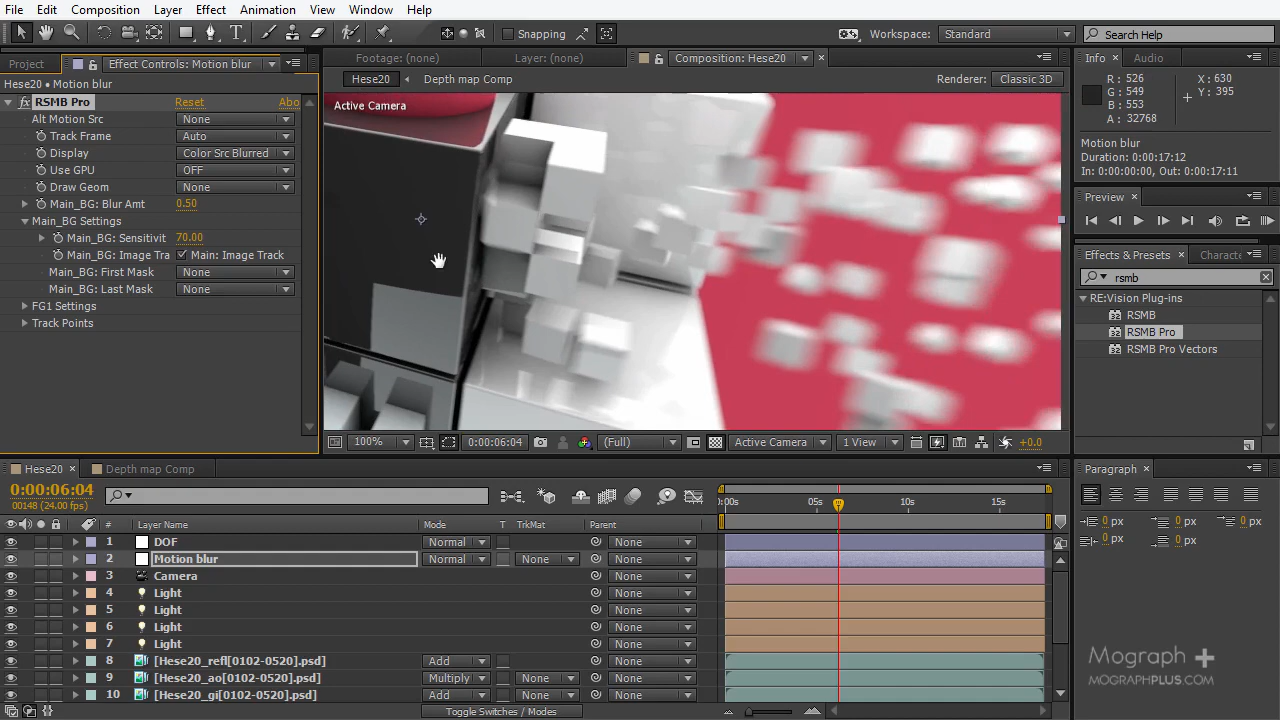 File Edit Composition Layer Effect Animation View Window Help
Snapping
Workspace: Standard
Search Help
Project
Effect Controls: Motion blur
Footage: (none)
Layer: (none)
Composition: Hese20
Info
Audio
Hese20 • Motion blur
Hese20
Depth map Comp
Renderer: Classic 3D
R : 526
G : 549
B : 553
A : 32768
X : 630
Y : 395
Motion blur
Duration: 0:00:17:12
In: 0:00:00:00, Out: 0:00:17:11
fx RSMB Pro Reset Abo
Alt Motion Src None
Track Frame Auto
Display Color Src Blurred
Use GPU OFF
Draw Geom None
Main_BG: Blur Amt 0.50
Main_BG Settings
Main_BG: Sensitivit 70.00
Main_BG: Image Tra Main: Image Track
Main_BG: First Mask None
Main_BG: Last Mask None
FG1 Settings
Track Points
Active Camera
Preview
Effects & Presets
Characte
rsmb
RE:Vision Plug-ins
32 RSMB
32 RSMB Pro
32 RSMB Pro Vectors
100%
0:00:06:04
(Full)
Active Camera
1 View
+0.0
Hese20
Depth map Comp
0:00:06:04
00148 (24.00 fps)
:00s 05s 10s 15s
# Layer Name Mode T TrkMat Parent
1 DOF Normal None
2 Motion blur Normal None None
3 Camera None
4 Light None
5 Light None
6 Light None
7 Light None
8 [Hese20_refl[0102-0520].psd] Add None
9 [Hese20_ao[0102-0520].psd] Multiply None None
10 [Hese20_gi[0102-0520].psd] Add None None
Toggle Switches / Modes
Paragraph
0 px 0 px 0 px
0 px 0 px
Mograph
MOGRAPHPLUS.COM